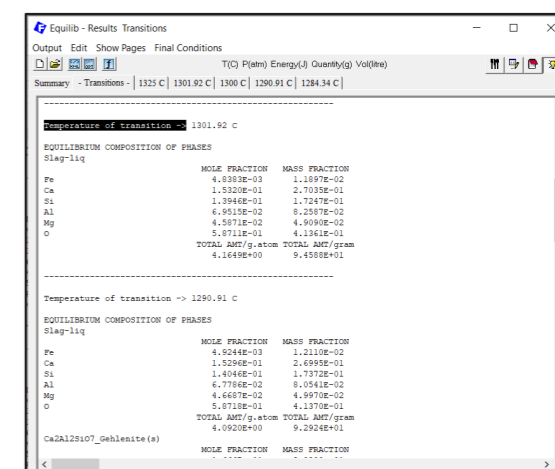 Equilib - Results Transitions
Output Edit Show Pages Final Conditions
T(C) P(atm) Energy(J) Quantity(g) Vol(litre)
Summary - Transitions - 1325 C 1301.92 C 1300 C 1290.91 C 1284.34 C
----------------------------------------------------------
Temperature of transition -> 1301.92 C
EQUILIBRIUM COMPOSITION OF PHASES
Slag-liq
MOLE FRACTION MASS FRACTION
Fe 4.8383E-03 1.1897E-02
Ca 1.5320E-01 2.7035E-01
Si 1.3946E-01 1.7247E-01
Al 6.9515E-02 8.2587E-02
Mg 4.5871E-02 4.9090E-02
O 5.8711E-01 4.1361E-01
TOTAL AMT/g.atom TOTAL AMT/gram
4.1649E+00 9.4588E+01
----------------------------------------------------------
Temperature of transition -> 1290.91 C
EQUILIBRIUM COMPOSITION OF PHASES
Slag-liq
MOLE FRACTION MASS FRACTION
Fe 4.9244E-03 1.2110E-02
Ca 1.5296E-01 2.6995E-01
Si 1.4046E-01 1.7372E-01
Al 6.7786E-02 8.0541E-02
Mg 4.6687E-02 4.9970E-02
O 5.8718E-01 4.1370E-01
TOTAL AMT/g.atom TOTAL AMT/gram
4.0920E+00 9.2924E+01
Ca2Al2SiO7_Gehlenite(s)
MOLE FRACTION MASS FRACTION